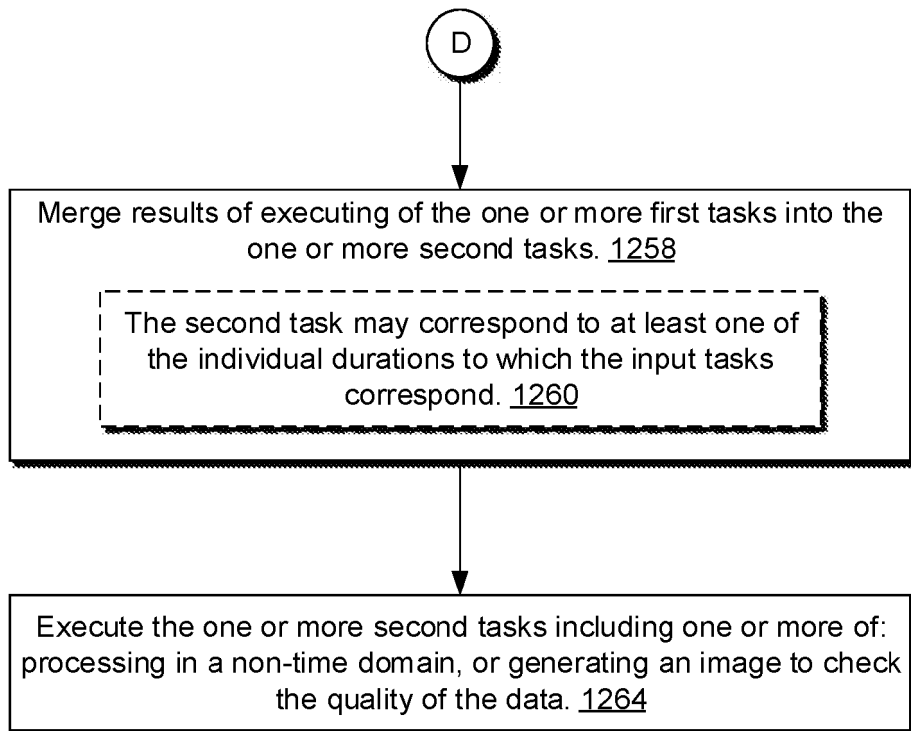 D
Merge results of executing of the one or more first tasks into the
one or more second tasks. 1258
The second task may correspond to at least one of
the individual durations to which the input tasks
correspond. 1260
Execute the one or more second tasks including one or more of:
processing in a non-time domain, or generating an image to check
the quality of the data. 1264